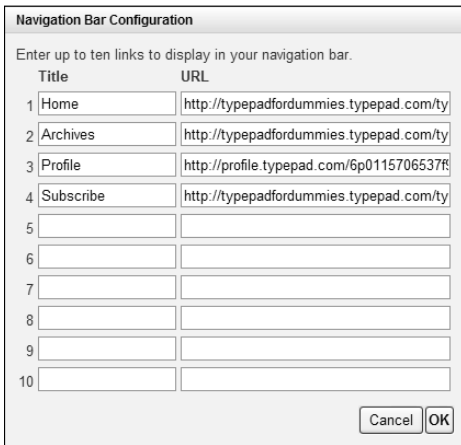 Navigation Bar Configuration
Enter up to ten links to display in your navigation bar.
Title URL
1 Home http://typepadfordummies.typepad.com/ty
2 Archives http://typepadfordummies.typepad.com/ty
3 Profile http://profile.typepad.com/6p0115706537f
4 Subscribe http://typepadfordummies.typepad.com/ty
5
6
7
8
9
10
Cancel OK